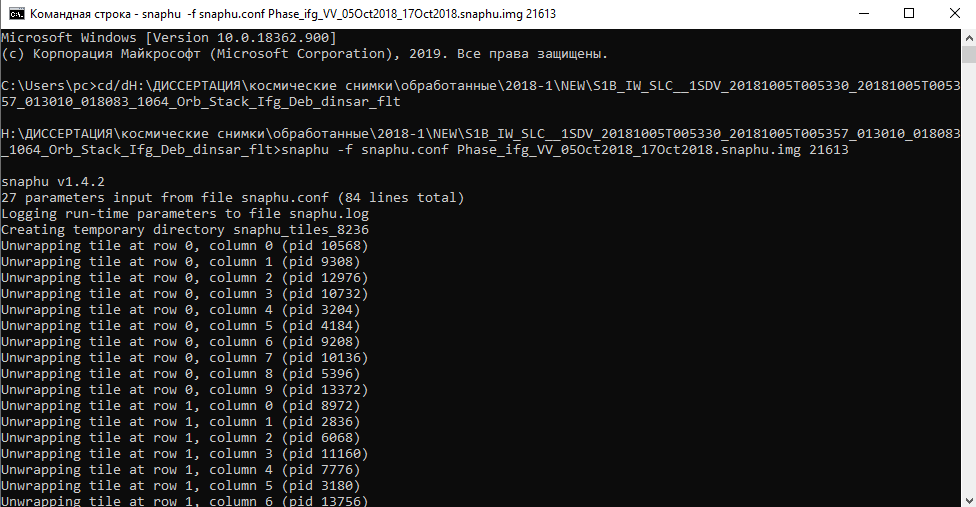 Командная строка - snaphu -f snaphu.conf Phase_ifg_VV_05Oct2018_17Oct2018.snaphu.img 21613
Microsoft Windows [Version 10.0.18362.900]
(c) Корпорация Майкрософт (Microsoft Corporation), 2019. Все права защищены.
C:\Users\pc>cd/dH:\ДИССЕРТАЦИЯ\космические снимки\обработанные\2018-1\NEW\S1B_IW_SLC__1SDV_20181005T005330_20181005T0053
57_013010_018083_1064_Orb_Stack_Ifg_Deb_dinsar_flt
H:\ДИССЕРТАЦИЯ\космические снимки\обработанные\2018-1\NEW\S1B_IW_SLC__1SDV_20181005T005330_20181005T005357_013010_018083
_1064_Orb_Stack_Ifg_Deb_dinsar_flt>snaphu -f snaphu.conf Phase_ifg_VV_05Oct2018_17Oct2018.snaphu.img 21613
snaphu v1.4.2
27 parameters input from file snaphu.conf (84 lines total)
Logging run-time parameters to file snaphu.log
Creating temporary directory snaphu_tiles_8236
Unwrapping tile at row 0, column 0 (pid 10568)
Unwrapping tile at row 0, column 1 (pid 9308)
Unwrapping tile at row 0, column 2 (pid 12976)
Unwrapping tile at row 0, column 3 (pid 10732)
Unwrapping tile at row 0, column 4 (pid 3204)
Unwrapping tile at row 0, column 5 (pid 4184)
Unwrapping tile at row 0, column 6 (pid 9208)
Unwrapping tile at row 0, column 7 (pid 10136)
Unwrapping tile at row 0, column 8 (pid 5396)
Unwrapping tile at row 0, column 9 (pid 13372)
Unwrapping tile at row 1, column 0 (pid 8972)
Unwrapping tile at row 1, column 1 (pid 2836)
Unwrapping tile at row 1, column 2 (pid 6068)
Unwrapping tile at row 1, column 3 (pid 11160)
Unwrapping tile at row 1, column 4 (pid 7776)
Unwrapping tile at row 1, column 5 (pid 3180)
Unwrapping tile at row 1, column 6 (pid 13756)